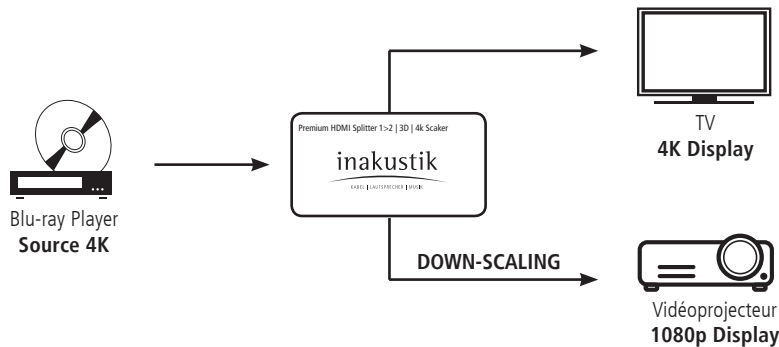 Blu-ray Player
Source 4K
Premium HDMI Splitter 1>2 | 3D | 4k Scaker
inakustik
KABEL | LAUTSPRECHER | MUSIK
DOWN-SCALING
TV
4K Display
Vidéoprojecteur
1080p Display